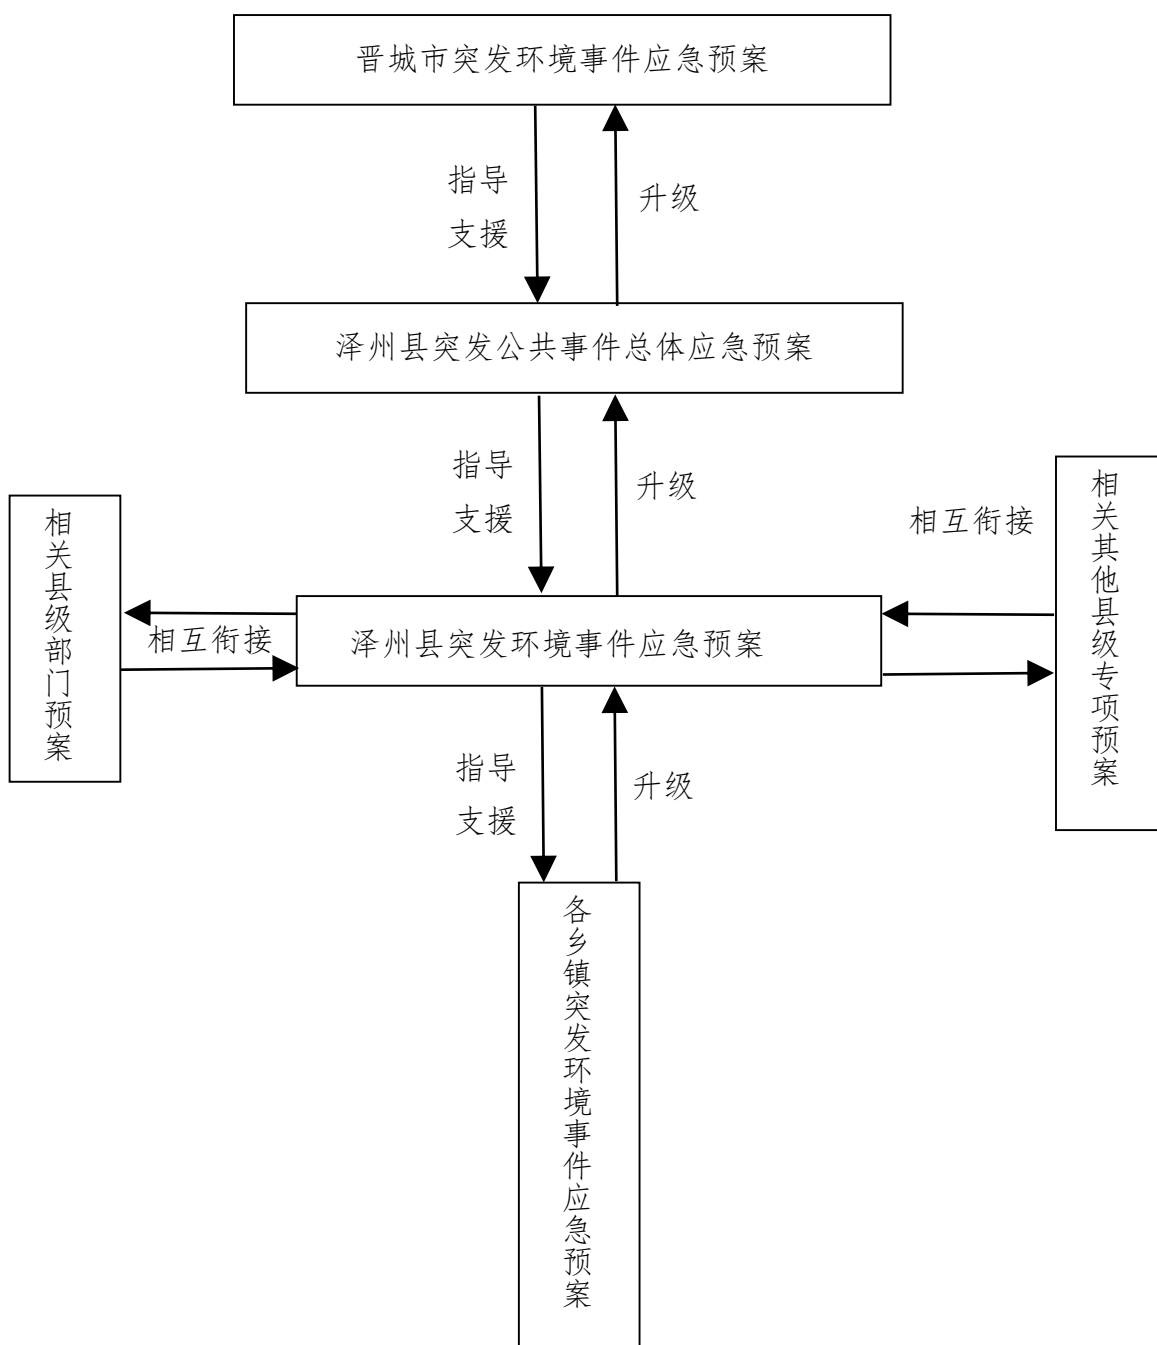 晋城市突发环境事件应急预案
指导
支援
升级
泽州县突发公共事件总体应急预案
指导
支援
升级
相互衔接
相关县级部门预案
相互衔接
泽州县突发环境事件应急预案
相关其他县级专项预案
指导
支援
升级
各乡镇突发环境事件应急预案